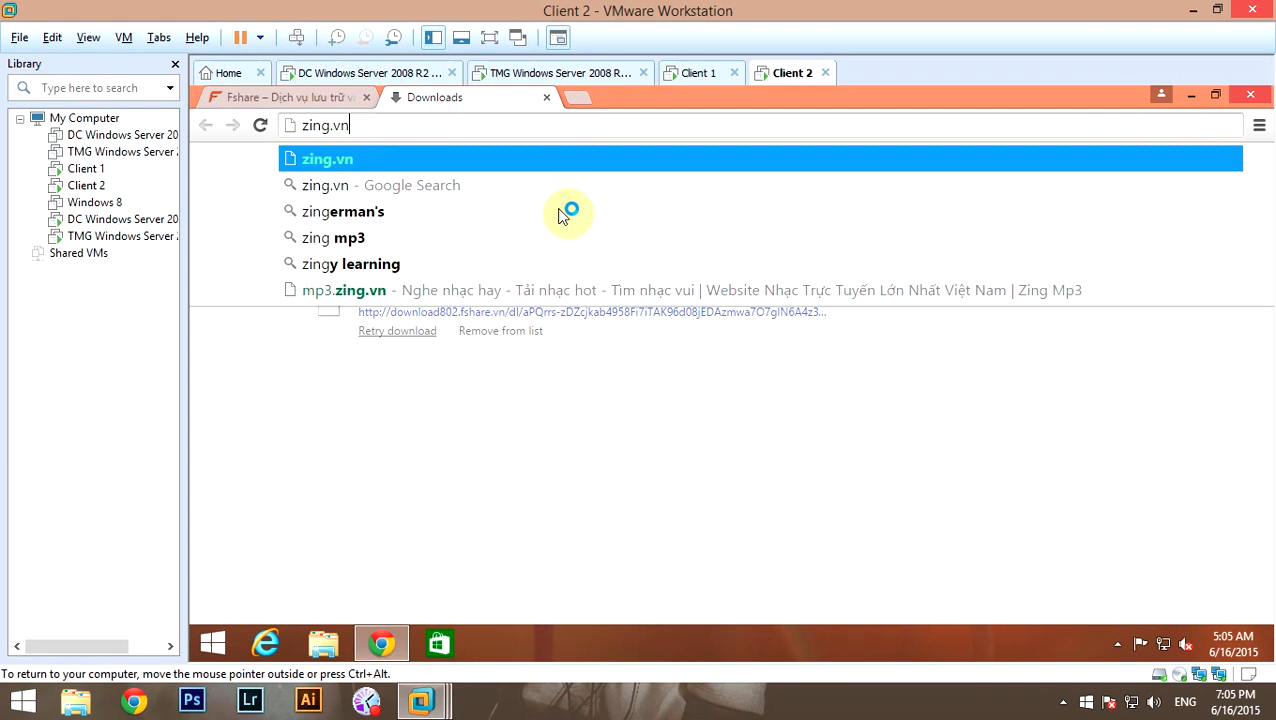 Client 2 - VMware Workstation
File Edit View VM Tabs Help
Library
Type here to search
My Computer
DC Windows Server 20
TMG Windows Server
Client 1
Client 2
Windows 8
DC Windows Server 20
TMG Windows Server
Shared VMs
Home
DC Windows Server 2008 R2 ...
TMG Windows Server 2008 R...
Client 1
Client 2
Fshare – Dịch vụ lưu trữ
Downloads
zing.vn
zing.vn
zing.vn - Google Search
zingerman's
zing mp3
zingy learning
mp3.zing.vn - Nghe nhạc hay - Tải nhạc hot - Tìm nhạc vui | Website Nhạc Trực Tuyến Lớn Nhất Việt Nam | Zing Mp3
http://download802.fshare.vn/dl/aPQrrs-zDZcjkab4958Fi7iTAK96d08jEDAzmwa7O7glN6A4z3...
Retry download Remove from list
5:05 AM
6/16/2015
To return to your computer, move the mouse pointer outside or press Ctrl+Alt.
Ps
Lr
Ai
ENG
7:05 PM
6/16/2015